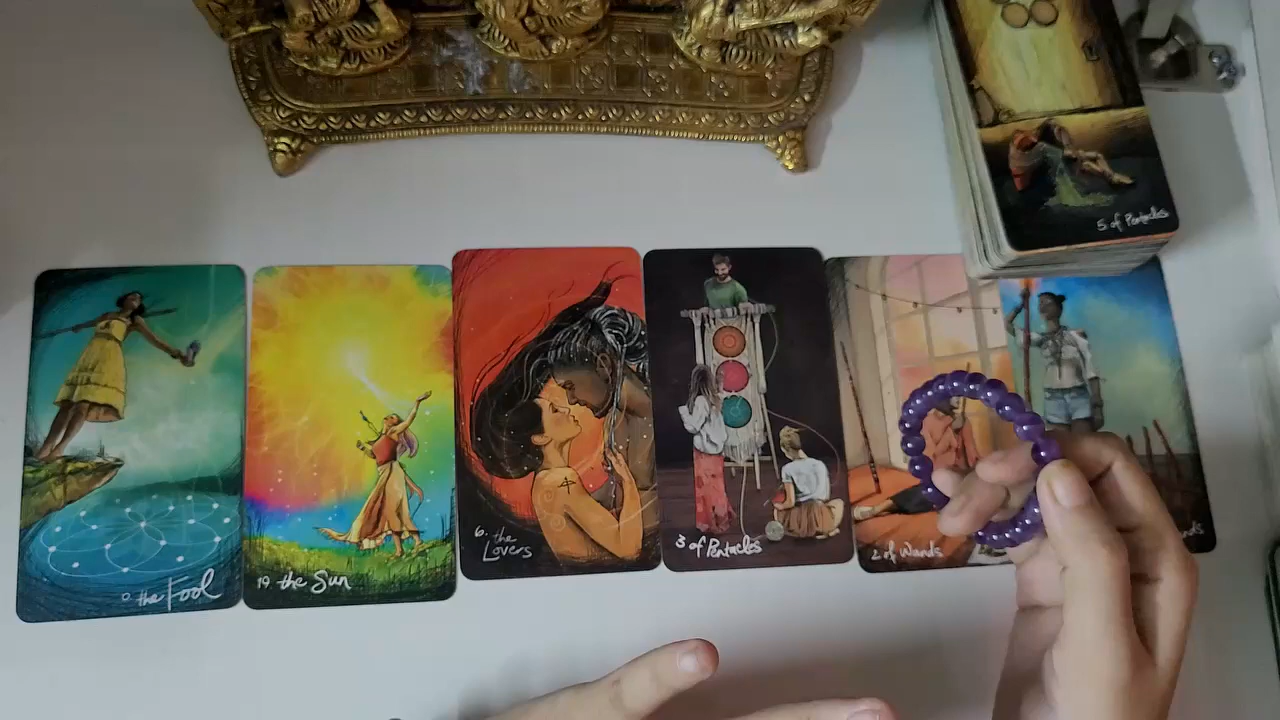 5 of Pentacles
0 the Fool
19 the Sun
6. the
Lovers
3 of Pentacles
2 of Wands